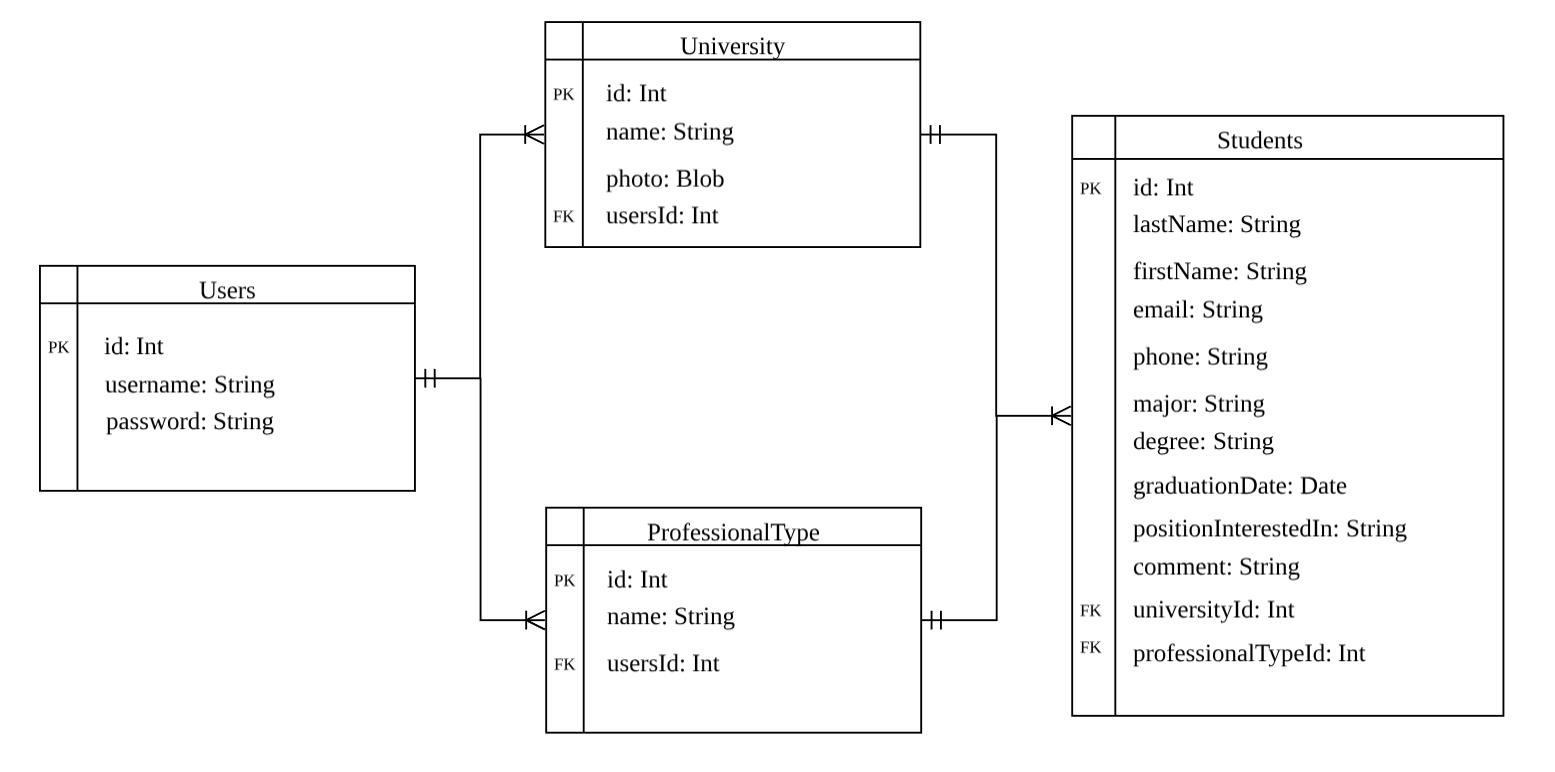 University
PK id: Int
name: String
photo: Blob
FK usersId: Int
Users
PK id: Int
username: String
password: String
ProfessionalType
PK id: Int
name: String
FK usersId: Int
Students
PK id: Int
lastName: String
firstName: String
email: String
phone: String
major: String
degree: String
graduationDate: Date
positionInterestedIn: String
comment: String
FK universityId: Int
FK professionalTypeId: Int